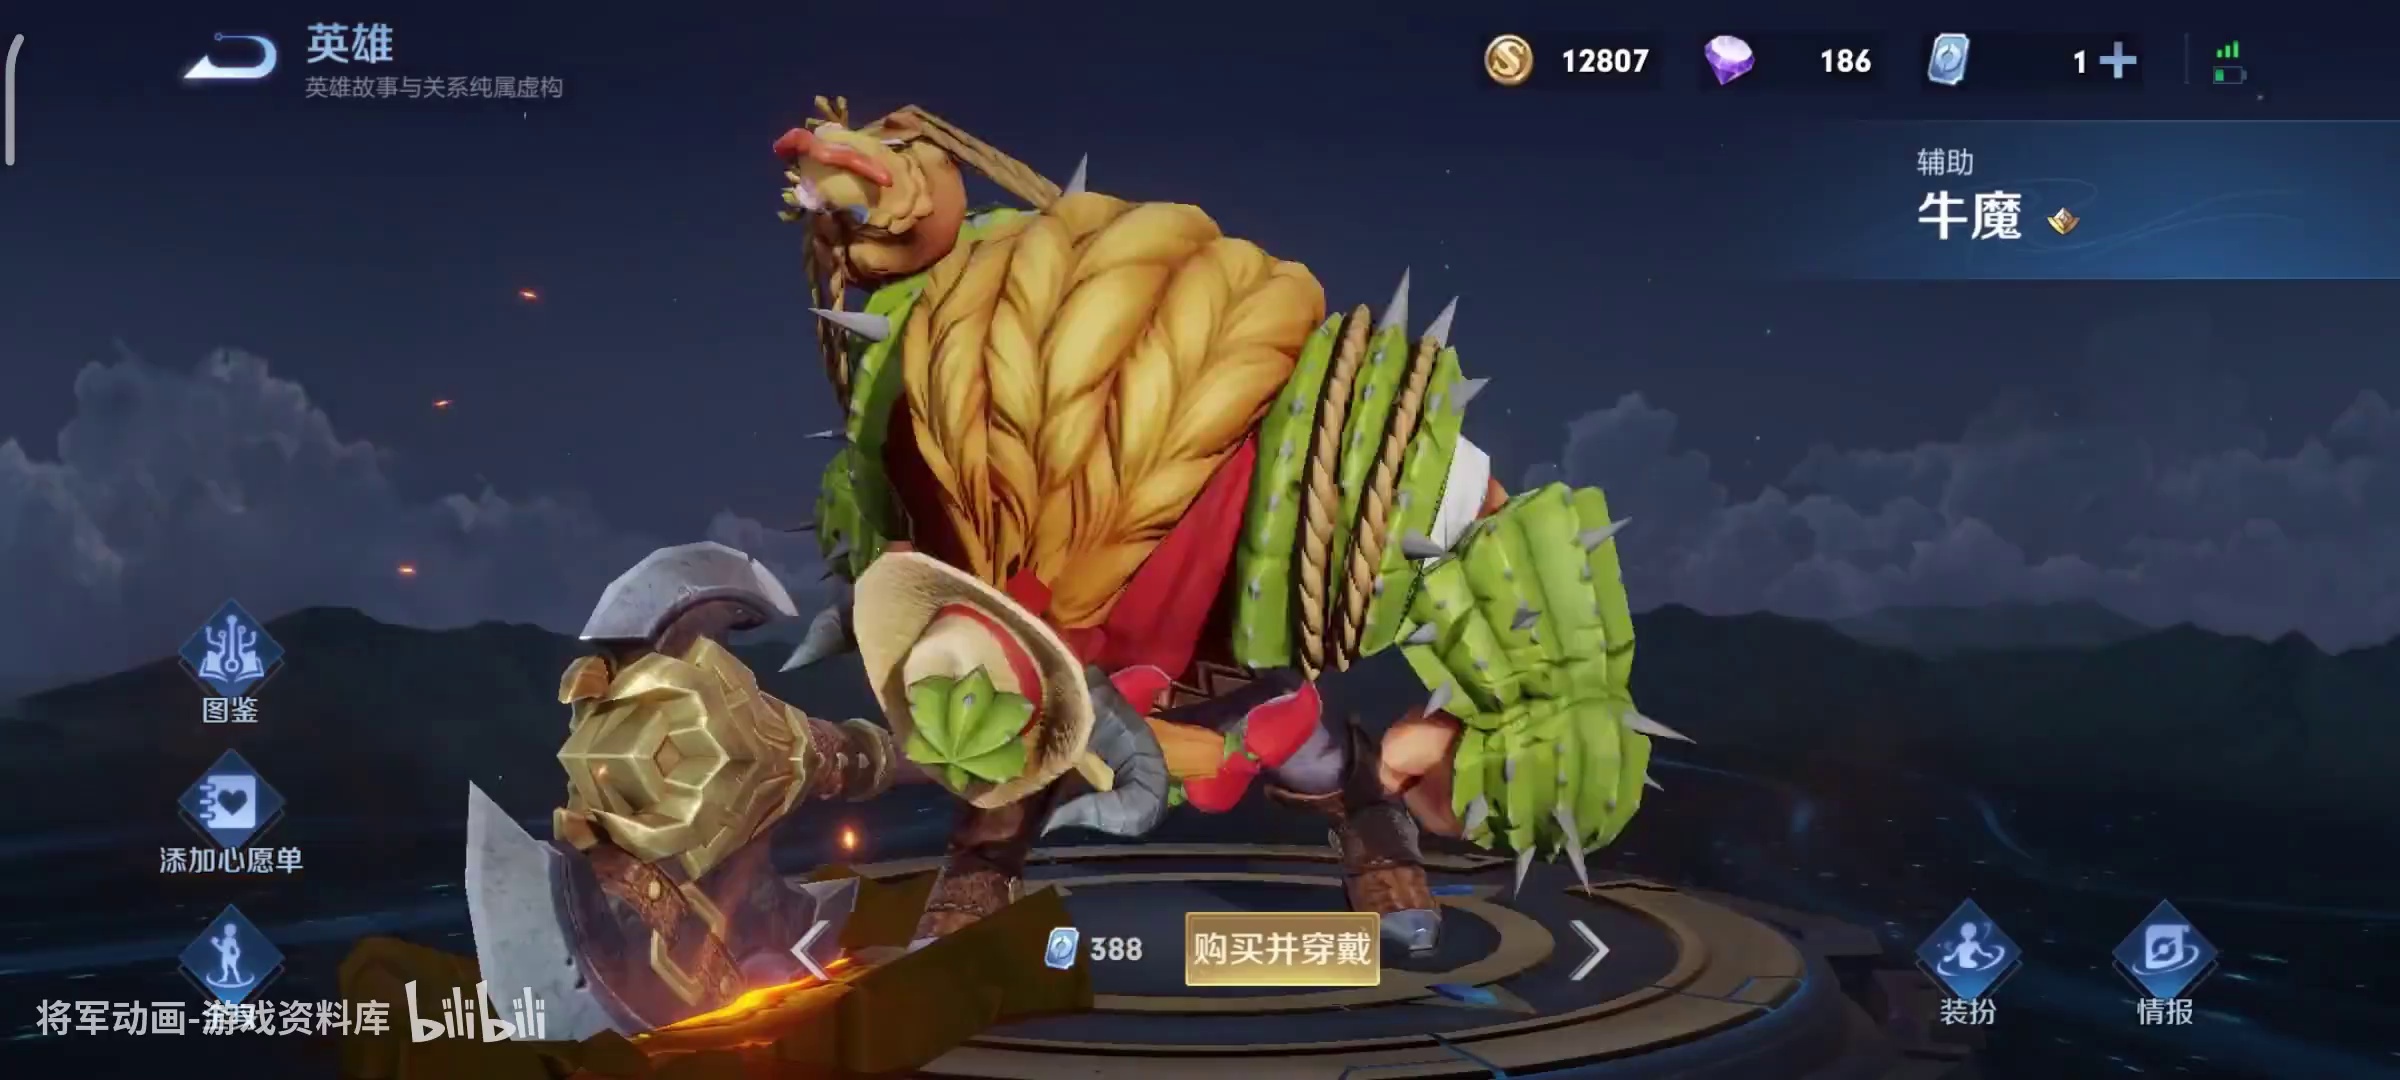 英雄
英雄故事与关系纯属虚构
12807
186
1
辅助
牛魔
图鉴
添加心愿单
388
购买并穿戴
装扮
情报
将军动画-游戏资料库 bilibili